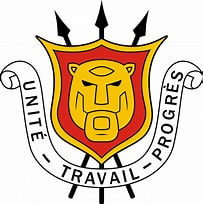 UNITÉ - TRAVAIL - PROGRÈS